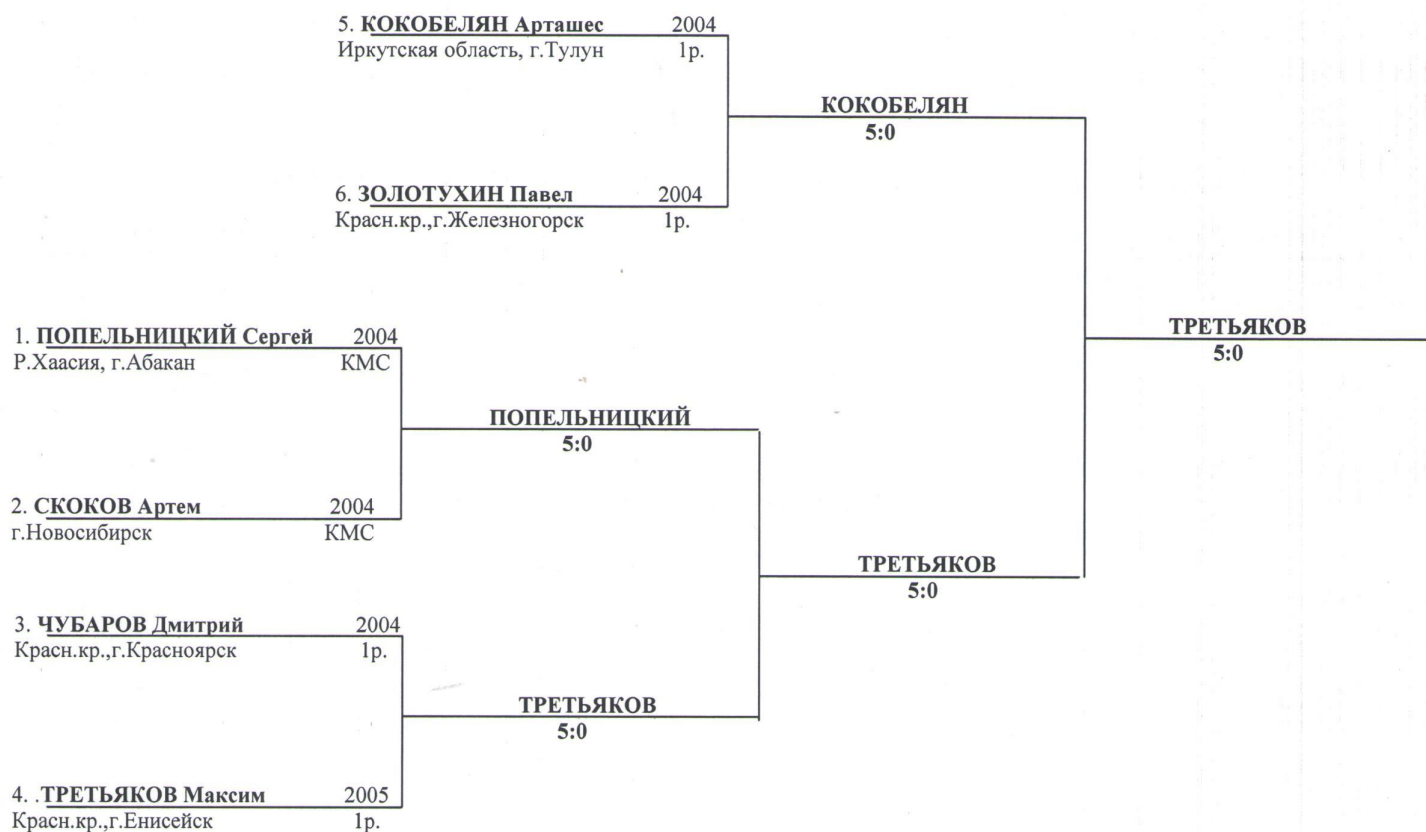 5. КОКОБЕЛЯН Арташес 2004
Иркутская область, г.Тулун 1р.
КОКОБЕЛЯН
5:0
6. ЗОЛОТУХИН Павел 2004
Красн.кр.,г.Железногорск 1р.
ТРЕТЬЯКОВ
5:0
1. ПОПЕЛЬНИЦКИЙ Сергей 2004
Р.Хаасия, г.Абакан КМС
ПОПЕЛЬНИЦКИЙ
5:0
2. СКОКОВ Артем 2004
г.Новосибирск КМС
ТРЕТЬЯКОВ
5:0
3. ЧУБАРОВ Дмитрий 2004
Красн.кр.,г.Красноярск 1р.
ТРЕТЬЯКОВ
5:0
4. .ТРЕТЬЯКОВ Максим 2005
Красн.кр.,г.Енисейск 1р.